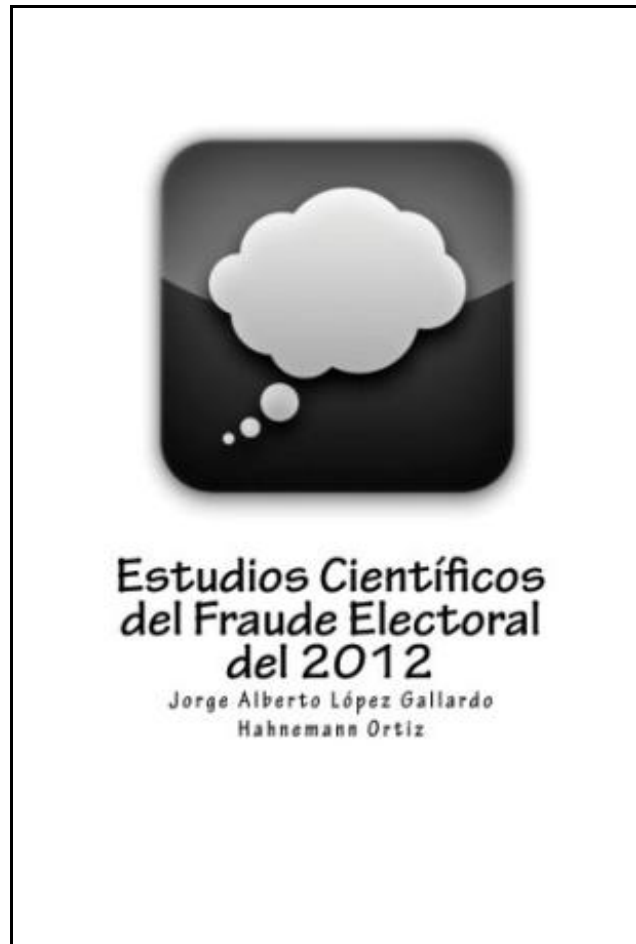 Estudios Científicos
del Fraude Electoral
del 2012
Jorge Alberto López Gallardo
Hahnemann Ortiz